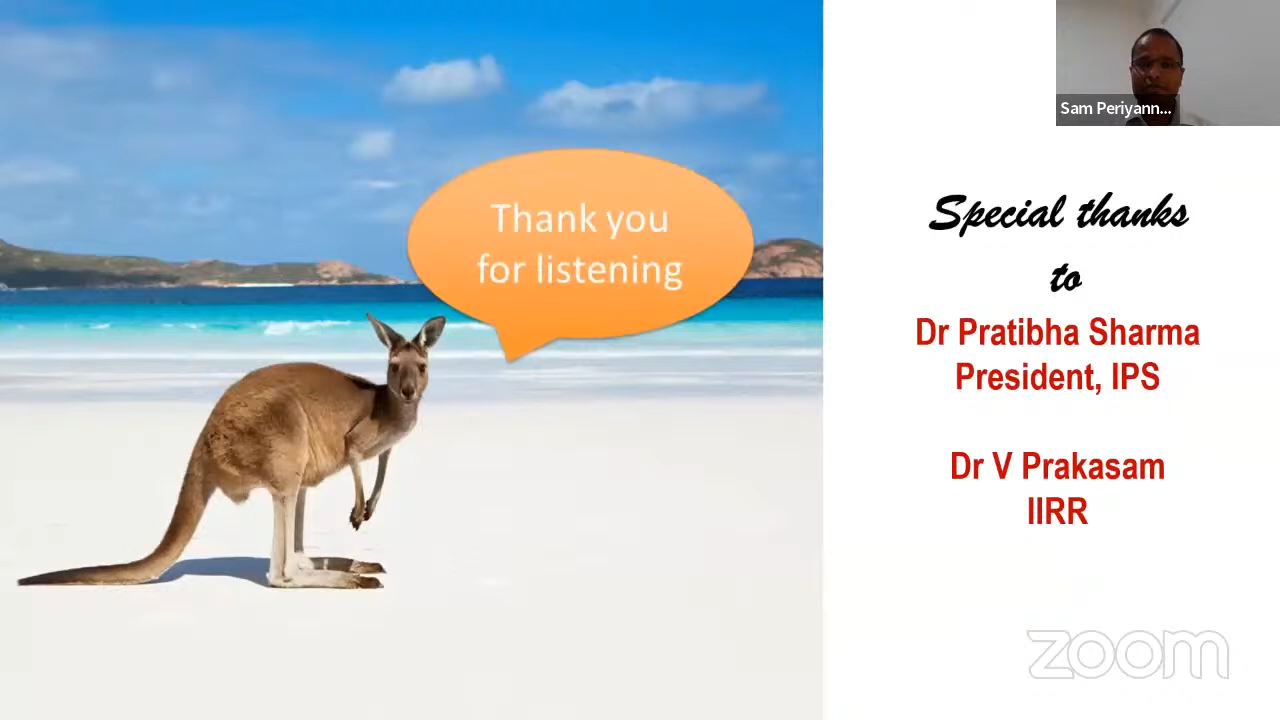 Sam Periyann...
Thank you
for listening
Special thanks
to
Dr Pratibha Sharma
President, IPS
Dr V Prakasam
IIRR
zoom